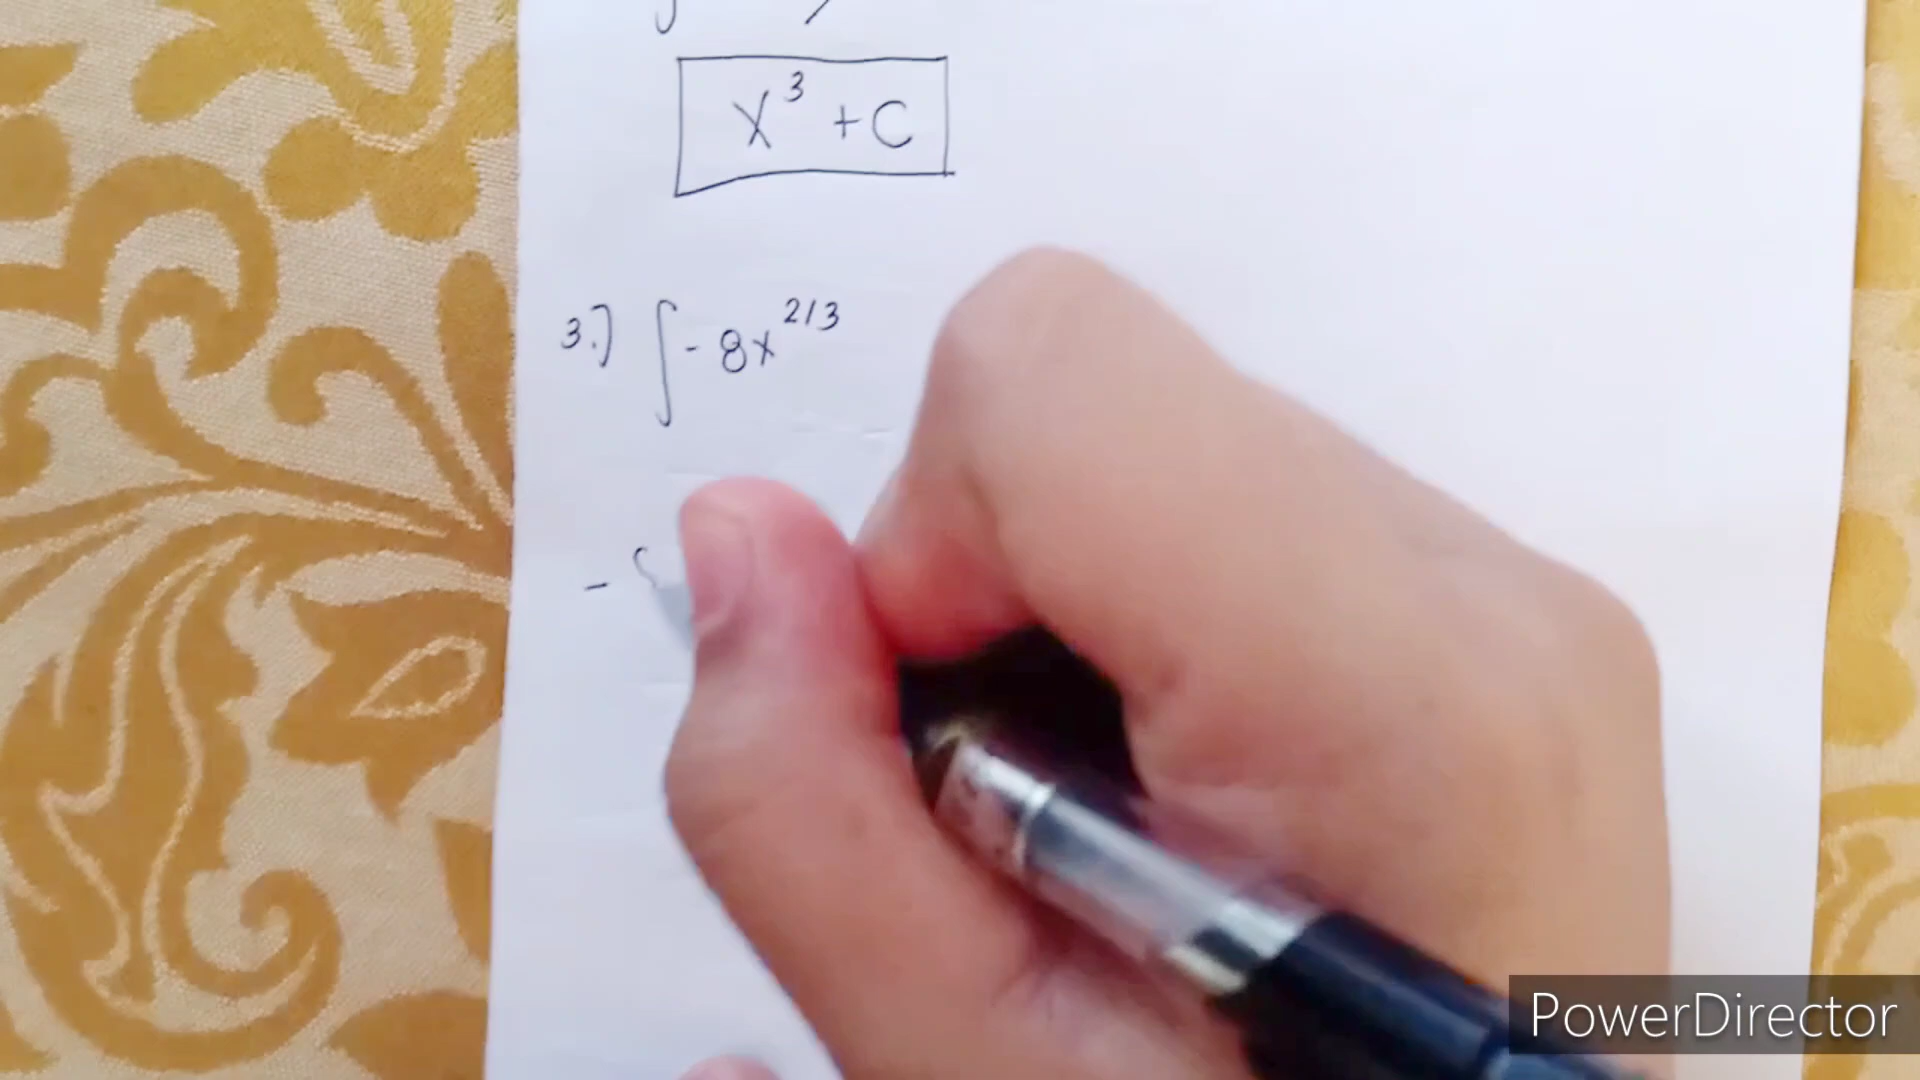 x³ + C
3.) ∫ - 8x^2/3
-
PowerDirector